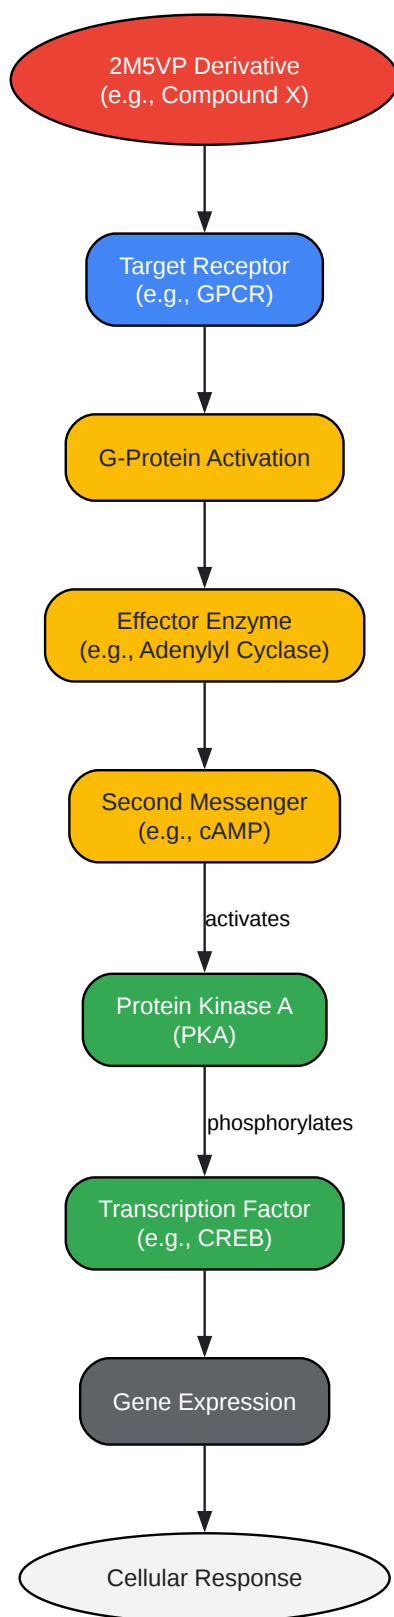 2M5VP Derivative
(e.g., Compound X)
Target Receptor
(e.g., GPCR)
G-Protein Activation
Effector Enzyme
(e.g., Adenylyl Cyclase)
Second Messenger
(e.g., cAMP)
activates
Protein Kinase A
(PKA)
phosphorylates
Transcription Factor
(e.g., CREB)
Gene Expression
Cellular Response